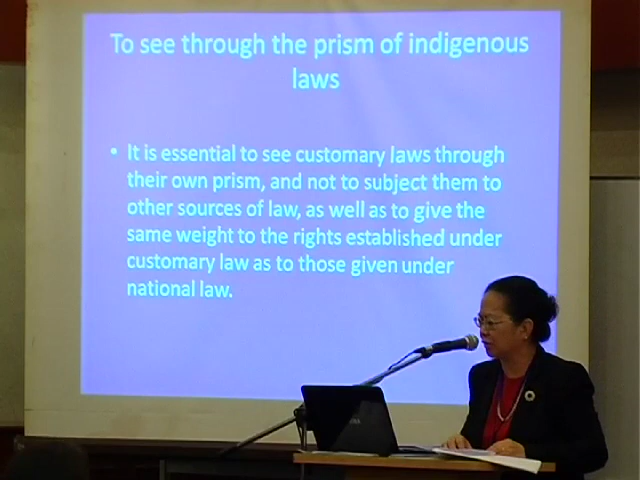 To see through the prism of indigenous
laws
• It is essential to see customary laws through
their own prism, and not to subject them to
other sources of law, as well as to give the
same weight to the rights established under
customary law as to those given under
national law.